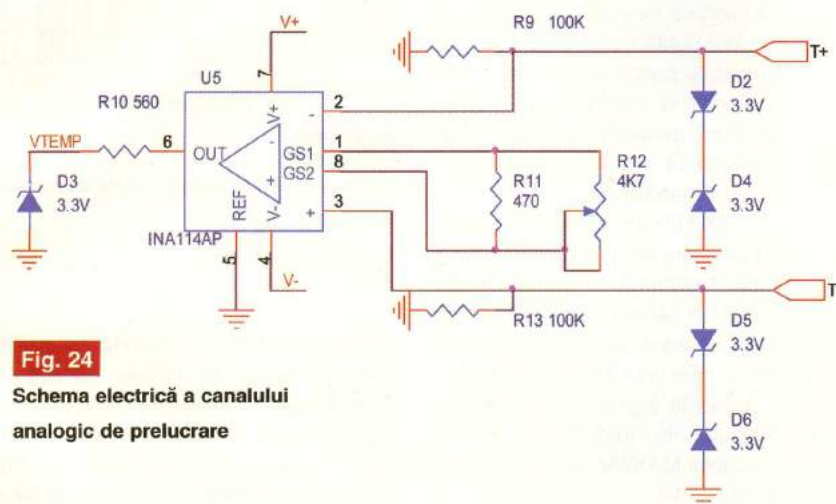 V+
R9 100K
T+
U5
7
D2
3.3V
R10 560
2
VTEMP
6
V+
-
OUT
-
+
GS1
GS2
1
8
R12
4K7
D3
3.3V
R11
470
D4
3.3V
REF
V-
+
3
INA114AP
5
4
V-
T
R13 100K
D5
3.3V
D6
3.3V
Fig. 24
Schema electrică a canalului
analogic de prelucrare